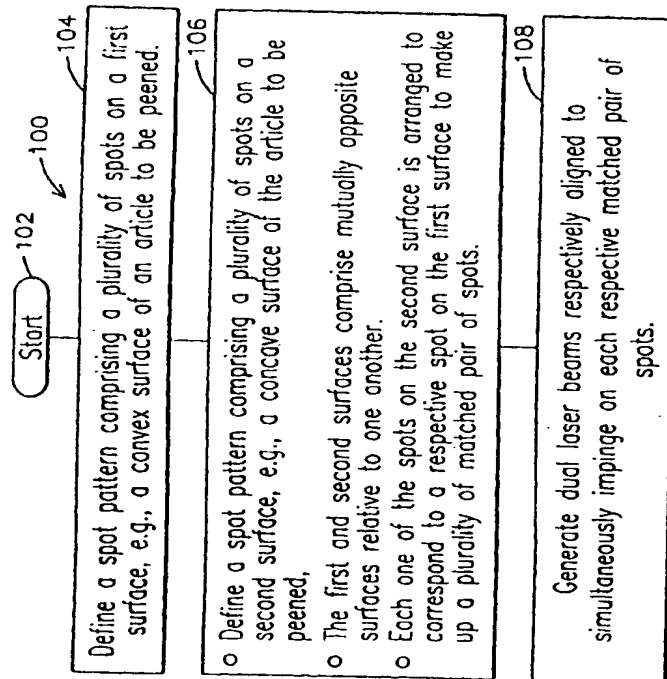 Start
102
100
104
Define a spot pattern comprising a plurality of spots on a first
surface, e.g., a convex surface of an article to be peened.
106
o Define a spot pattern comprising a plurality of spots on a
second surface, e.g., a concave surface of the article to be
peened,
o The first and second surfaces comprise mutually opposite
surfaces relative to one another.
o Each one of the spots on the second surface is arranged to
correspond to a respective spot on the first surface to make
up a plurality of matched pair of spots.
108
Generate dual laser beams respectively aligned to
simultaneously impinge on each respective matched pair of
spots.